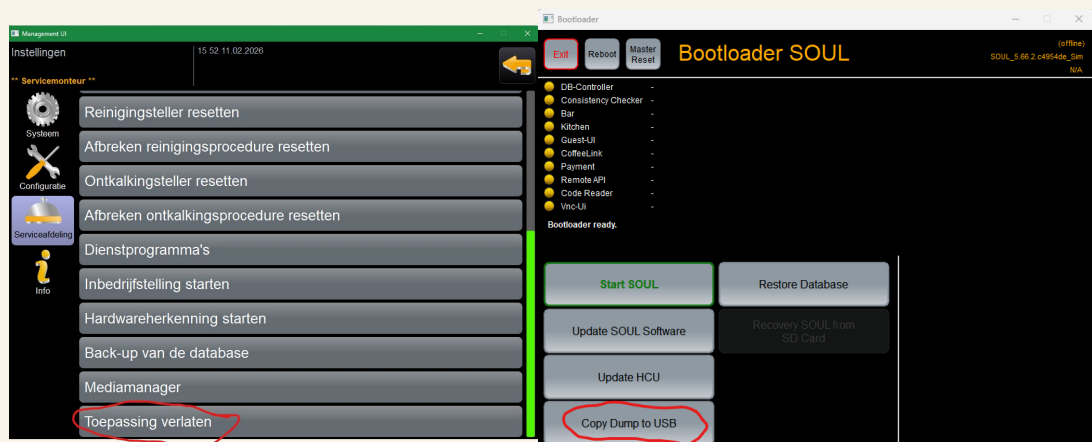 Management UI
Instellingen
15 52 11.02.2026
** Servicemonteur **
Systeem
Configuratie
Serviceafdeling
Info
Reinigingsteller resetten
Afbreken reinigingsprocedure resetten
Ontkalkingsteller resetten
Afbreken ontkalkingsprocedure resetten
Dienstprogramma's
Inbedrijfstelling starten
Hardwareherkenning starten
Back-up van de database
Mediamanager
Toepassing verlaten
Bootloader
Exit
Reboot
Master
Reset
Bootloader SOUL
(offline)
SOUL_5.66.2.c4954de_Sim
N/A
DB-Controller -
Consistency Checker -
Bar -
Kitchen -
Guest-UI -
CoffeeLink -
Payment -
Remote API -
Code Reader -
Vnc-Ui -
Bootloader ready.
Start SOUL
Restore Database
Update SOUL Software
Recovery SOUL from
SD Card
Update HCU
Copy Dump to USB